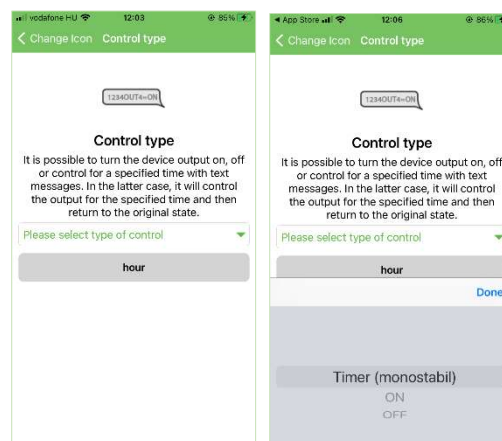 vodafone HU 12:03 86%
Change Icon Control type
1234OUT4=ON
Control type
It is possible to turn the device output on, off
or control for a specified time with text
messages. In the latter case, it will control
the output for the specified time and then
return to the original state.
Please select type of control
hour
App Store 12:06 86%
Change Icon Control type
1234OUT4=ON
Control type
It is possible to turn the device output on, off
or control for a specified time with text
messages. In the latter case, it will control
the output for the specified time and then
return to the original state.
Please select type of control
hour
Done
Timer (monostabil)
ON
OFF